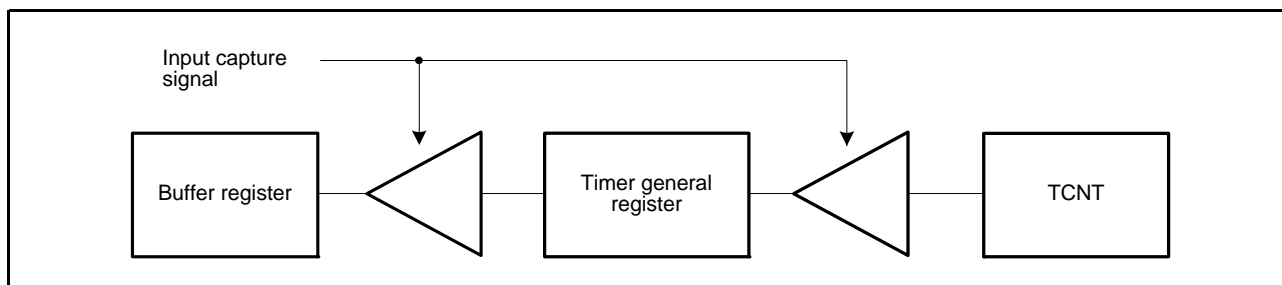 Input capture
signal
Buffer register
Timer general
register
TCNT